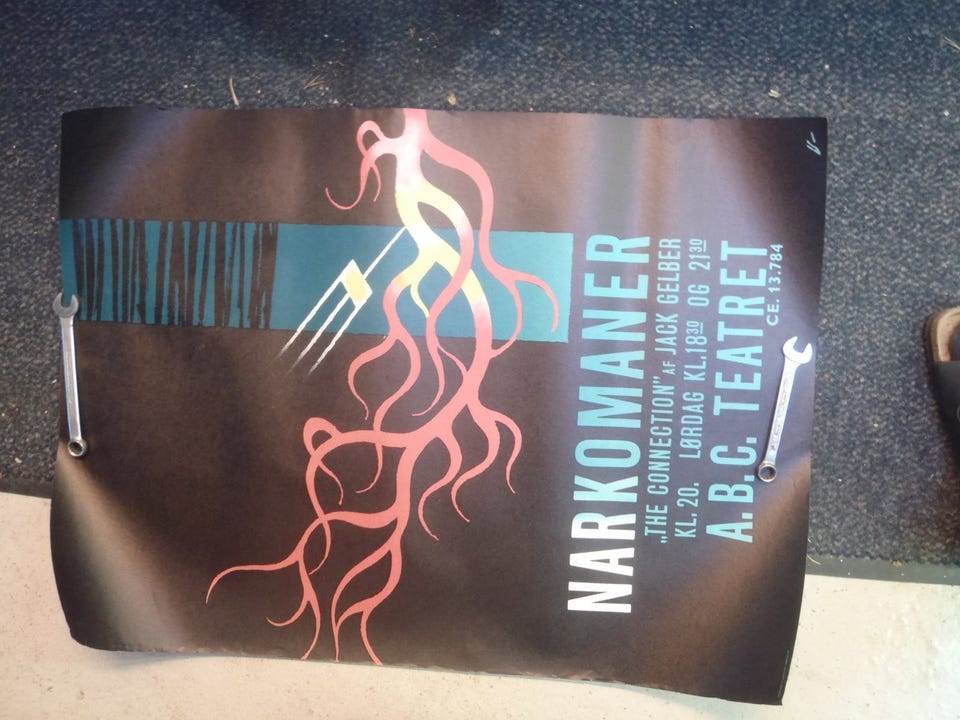 NARKOMANER
„THE CONNECTION” AF JACK GELBER
KL. 20. LØRDAG KL. 18³⁰ OG 21³⁰
A.B.C. TEATRET
CE. 13.784